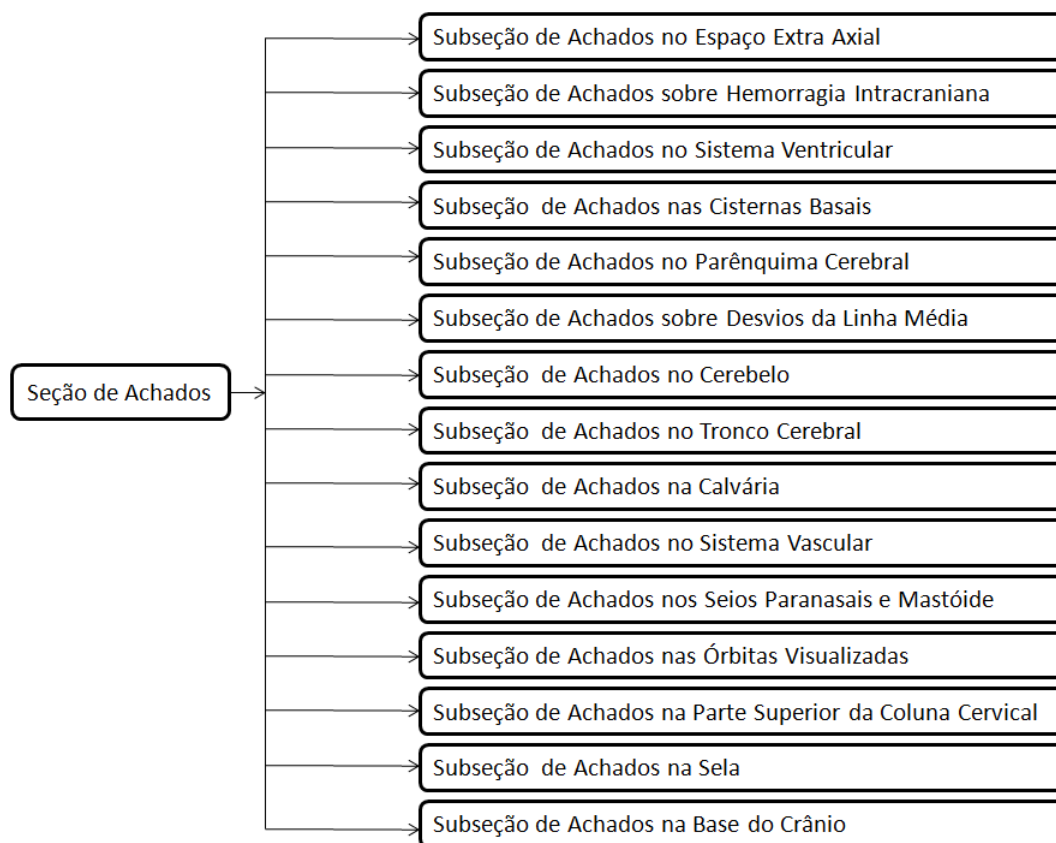 Subseção de Achados no Espaço Extra Axial
Subseção de Achados sobre Hemorragia Intracraniana
Subseção de Achados no Sistema Ventricular
Subseção de Achados nas Cisternas Basais
Subseção de Achados no Parênquima Cerebral
Subseção de Achados sobre Desvios da Linha Média
Seção de Achados
Subseção de Achados no Cerebelo
Subseção de Achados no Tronco Cerebral
Subseção de Achados na Calvária
Subseção de Achados no Sistema Vascular
Subseção de Achados nos Seios Paranasais e Mastóide
Subseção de Achados nas Órbitas Visualizadas
Subseção de Achados na Parte Superior da Coluna Cervical
Subseção de Achados na Sela
Subseção de Achados na Base do Crânio